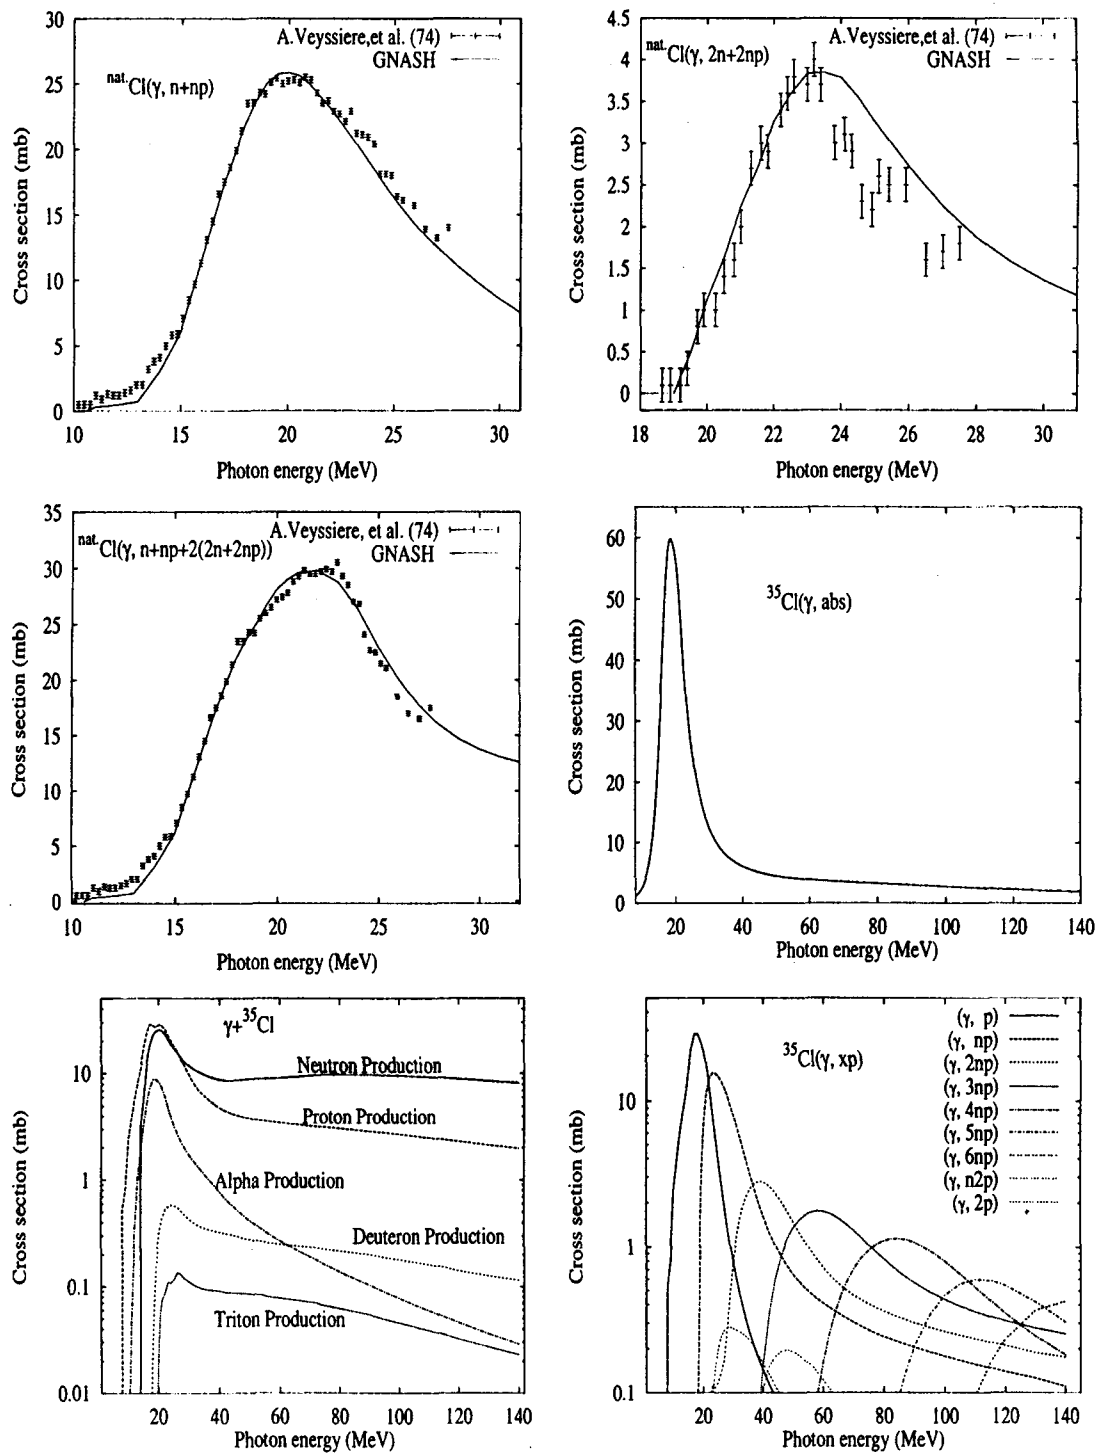 30
25
20
15
10
5
0
Cross section (mb)
nat.Cl(γ, n+np)
A.Veyssiere,et al. (74)
GNASH
10 15 20 25 30
Photon energy (MeV)
4.5
4
3.5
3
2.5
2
1.5
1
0.5
0
Cross section (mb)
nat.Cl(γ, 2n+2np)
A.Veyssiere,et al. (74)
GNASH
18 20 22 24 26 28 30
Photon energy (MeV)
35
30
25
20
15
10
5
0
Cross section (mb)
nat.Cl(γ, n+np+2(2n+2np))
A.Veyssiere, et al. (74)
GNASH
10 15 20 25 30
Photon energy (MeV)
60
50
40
30
20
10
0
Cross section (mb)
35Cl(γ, abs)
20 40 60 80 100 120 140
Photon energy (MeV)
10
1
0.1
0.01
Cross section (mb)
γ+35Cl
Neutron Production
Proton Production
Alpha Production
Deuteron Production
Triton Production
20 40 60 80 100 120 140
Photon energy (MeV)
10
1
0.1
Cross section (mb)
35Cl(γ, xp)
(γ, p)
(γ, np)
(γ, 2np)
(γ, 3np)
(γ, 4np)
(γ, 5np)
(γ, 6np)
(γ, n2p)
(γ, 2p)
20 40 60 80 100 120 140
Photon energy (MeV)